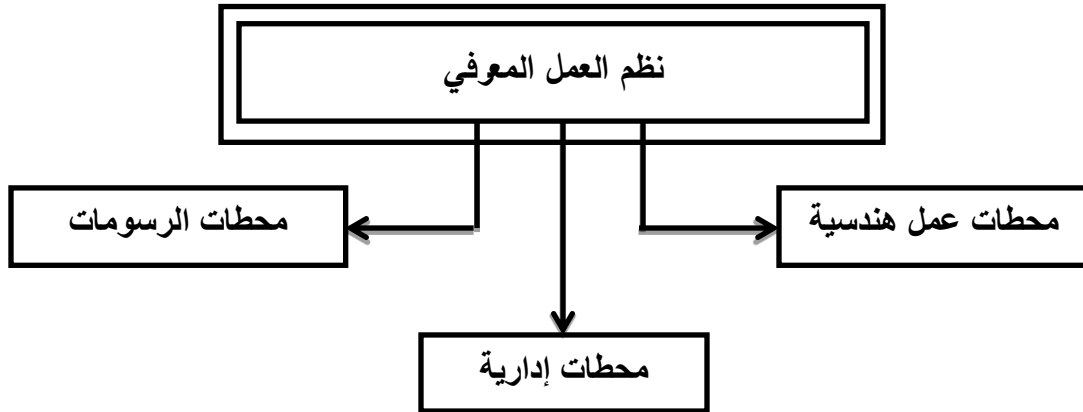 نظم العمل المعرفي
محطات عمل هندسية
محطات الرسومات
محطات إدارية